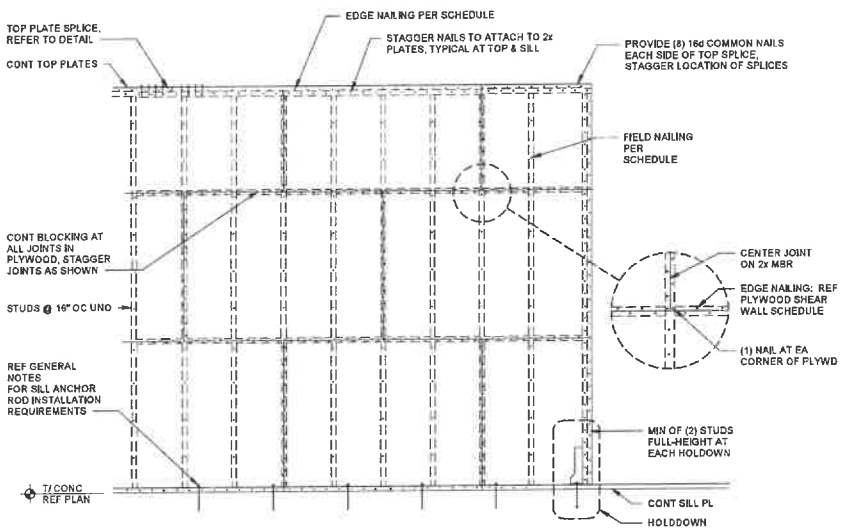 TOP PLATE SPLICE,
REFER TO DETAIL
CONT TOP PLATES
EDGE NAILING PER SCHEDULE
STAGGER NAILS TO ATTACH TO 2x
PLATES, TYPICAL AT TOP & SILL
PROVIDE (8) 16d COMMON NAILS
EACH SIDE OF TOP SPLICE,
STAGGER LOCATION OF SPLICES
FIELD NAILING
PER
SCHEDULE
CONT BLOCKING AT
ALL JOINTS IN
PLYWOOD, STAGGER
JOINTS AS SHOWN
STUDS @ 16" OC UNO
CENTER JOINT
ON 2x MBR
EDGE NAILING: REF
PLYWOOD SHEAR
WALL SCHEDULE
(1) NAIL AT EA
CORNER OF PLYWD
REF GENERAL
NOTES
FOR SILL ANCHOR
ROD INSTALLATION
REQUIREMENTS
MIN OF (2) STUDS
FULL-HEIGHT AT
EACH HOLDOWN
T/ CONC
REF PLAN
CONT SILL PL
HOLDDOWN